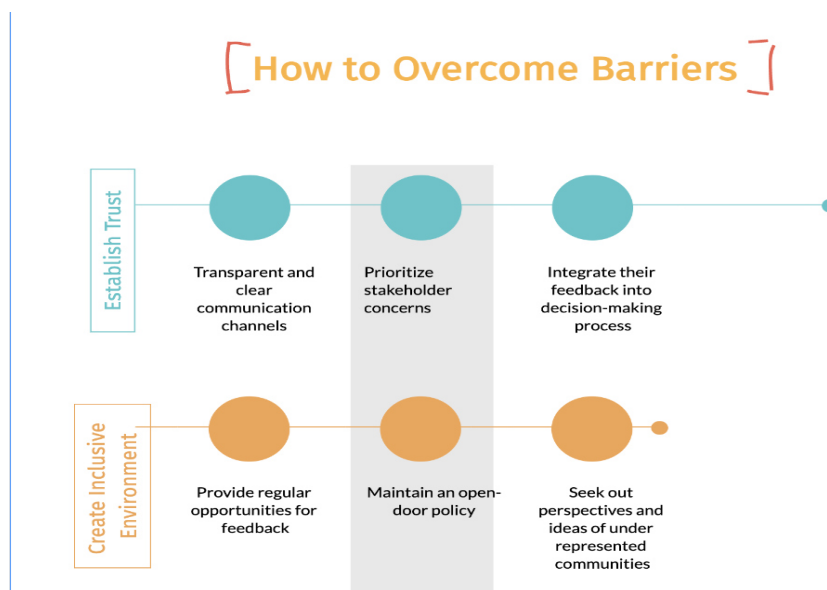 How to Overcome Barriers
Establish Trust
Transparent and
clear
communication
channels
Prioritize
stakeholder
concerns
Integrate their
feedback into
decision-making
process
Create Inclusive
Environment
Provide regular
opportunities for
feedback
Maintain an open-
door policy
Seek out
perspectives and
ideas of under
represented
communities